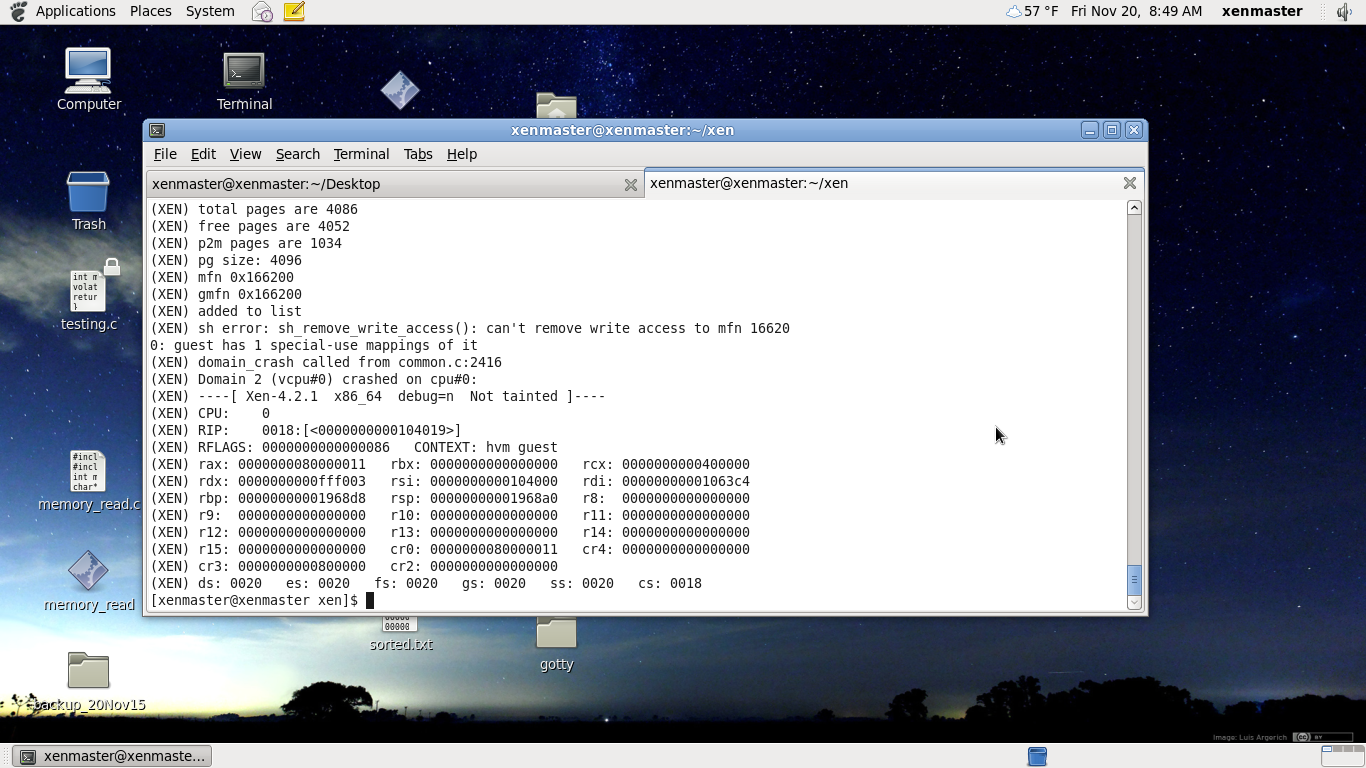 Applications Places System 57 °F Fri Nov 20, 8:49 AM xenmaster
Computer
Terminal
Trash
int m
volat
retur
}
testing.c
#incl
#incl
int m
char*
memory_read.c
memory_read
backup_20Nov15
xenmaster@xenmaster:~/xen
File Edit View Search Terminal Tabs Help
xenmaster@xenmaster:~/Desktop xenmaster@xenmaster:~/xen
(XEN) total pages are 4086
(XEN) free pages are 4052
(XEN) p2m pages are 1034
(XEN) pg size: 4096
(XEN) mfn 0x166200
(XEN) gmfn 0x166200
(XEN) added to list
(XEN) sh error: sh_remove_write_access(): can't remove write access to mfn 16620
0: guest has 1 special-use mappings of it
(XEN) domain_crash called from common.c:2416
(XEN) Domain 2 (vcpu#0) crashed on cpu#0:
(XEN) ----[ Xen-4.2.1  x86_64  debug=n  Not tainted ]----
(XEN) CPU:    0
(XEN) RIP:    0018:[<0000000000104019>]
(XEN) RFLAGS: 0000000000000086   CONTEXT: hvm guest
(XEN) rax: 0000000080000011   rbx: 0000000000000000   rcx: 0000000000400000
(XEN) rdx: 0000000000fff003   rsi: 0000000000104000   rdi: 00000000001063c4
(XEN) rbp: 00000000001968d8   rsp: 00000000001968a0   r8:  0000000000000000
(XEN) r9:  0000000000000000   r10: 0000000000000000   r11: 0000000000000000
(XEN) r12: 0000000000000000   r13: 0000000000000000   r14: 0000000000000000
(XEN) r15: 0000000000000000   cr0: 0000000080000011   cr4: 0000000000000000
(XEN) cr3: 0000000000800000   cr2: 0000000000000000
(XEN) ds: 0020   es: 0020   fs: 0020   gs: 0020   ss: 0020   cs: 0018
[xenmaster@xenmaster xen]$
00000
sorted.txt
gotty
Image: Luis Argerich
cc BY
xenmaster@xenmaste...